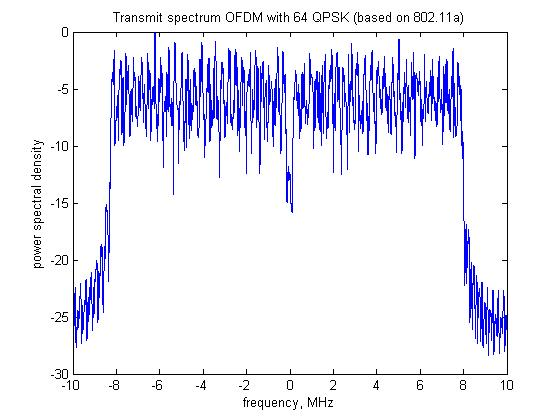 Transmit spectrum OFDM with 64 QPSK (based on 802.11a)
0
-5
-10
-15
-20
-25
-30
power spectral density
-10 -8 -6 -4 -2 0 2 4 6 8 10
frequency, MHz